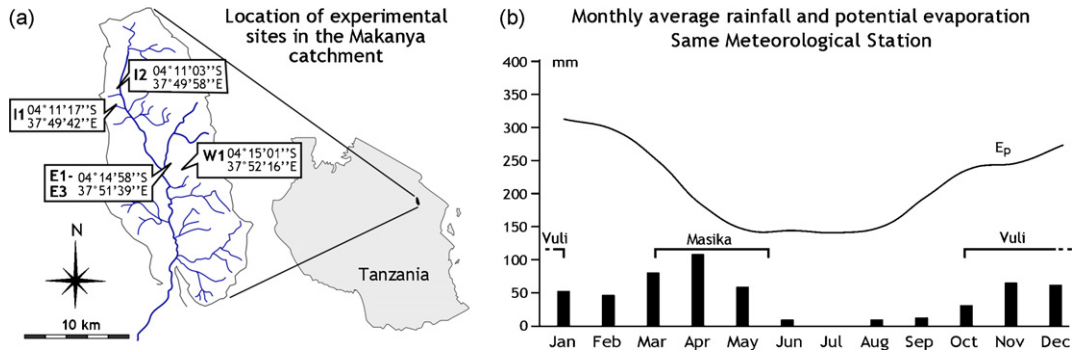 (a)
Location of experimental
sites in the Makanya
catchment
I2 04°11'03''S
37°49'58''E
I1 04°11'17''S
37°49'42''E
W1 04°15'01''S
37°52'16''E
E1- 04°14'58''S
E3 37°51'39''E
N
10 km
Tanzania
(b)
Monthly average rainfall and potential evaporation
Same Meteorological Station
mm
400
350
300
250
200
150
100
50
0
Ep
Vuli
Masika
Vuli
Jan Feb Mar Apr May Jun Jul Aug Sep Oct Nov Dec